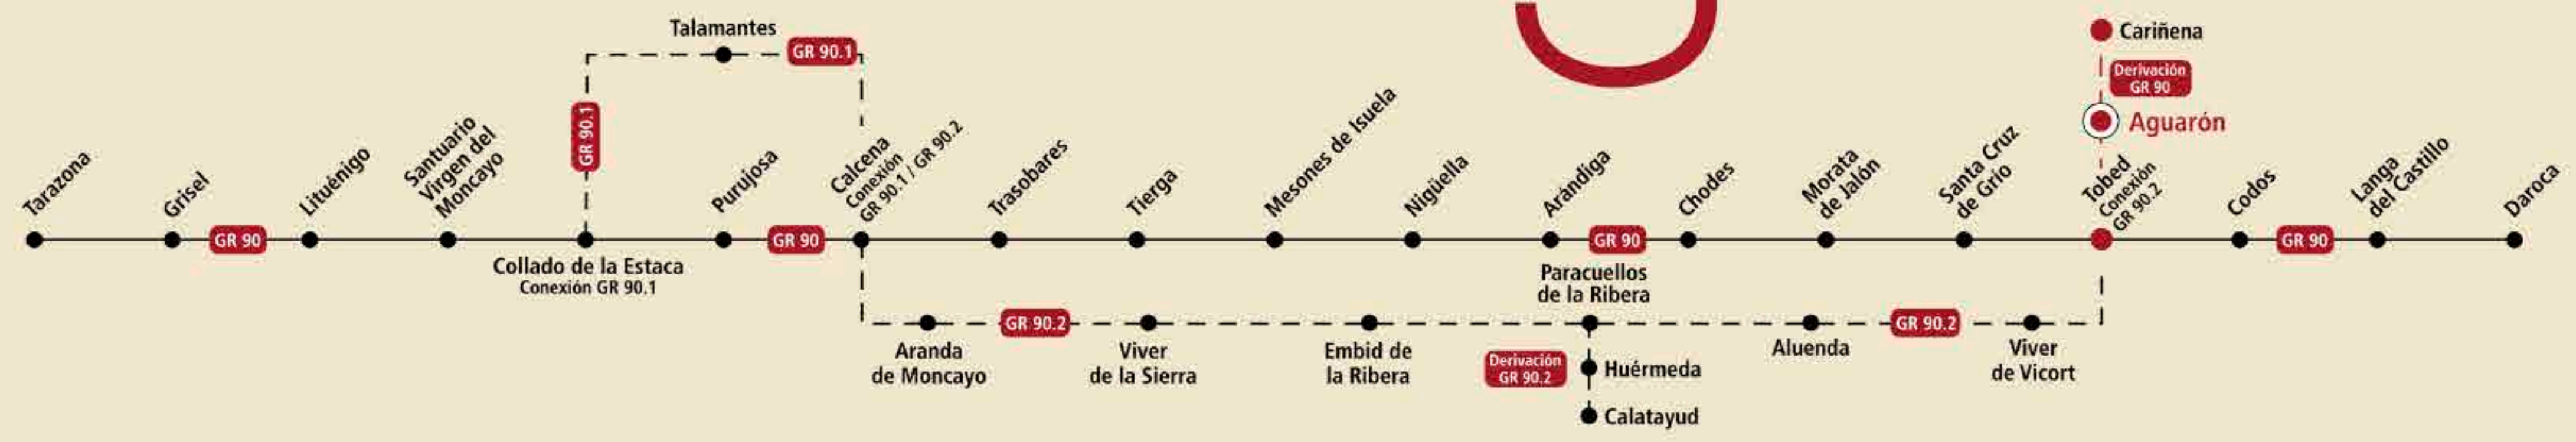 Talamantes
GR 90.1
GR 90.1
Cariñena
Derivación
GR 90
Aguarón
Tarazona
Grisel
GR 90
Lituénigo
Santuario
Virgen del
Moncayo
Collado de la Estaca
Conexión GR 90.1
Purujosa
GR 90
Calcena
Conexión
GR 90.1 / GR 90.2
Trasobares
Tierga
Mesones de Isuela
Nigüella
Arándiga
GR 90
Chodes
Morata
de Jalón
Santa Cruz
de Grío
Tobed
Conexión
GR 90.2
Codos
GR 90
Langa
del Castillo
Daroca
Aranda
de Moncayo
GR 90.2
Viver
de la Sierra
Embid de
la Ribera
Paracuellos
de la Ribera
Derivación
GR 90.2
Huérmeda
Calatayud
Aluenda
GR 90.2
Viver
de Vicort